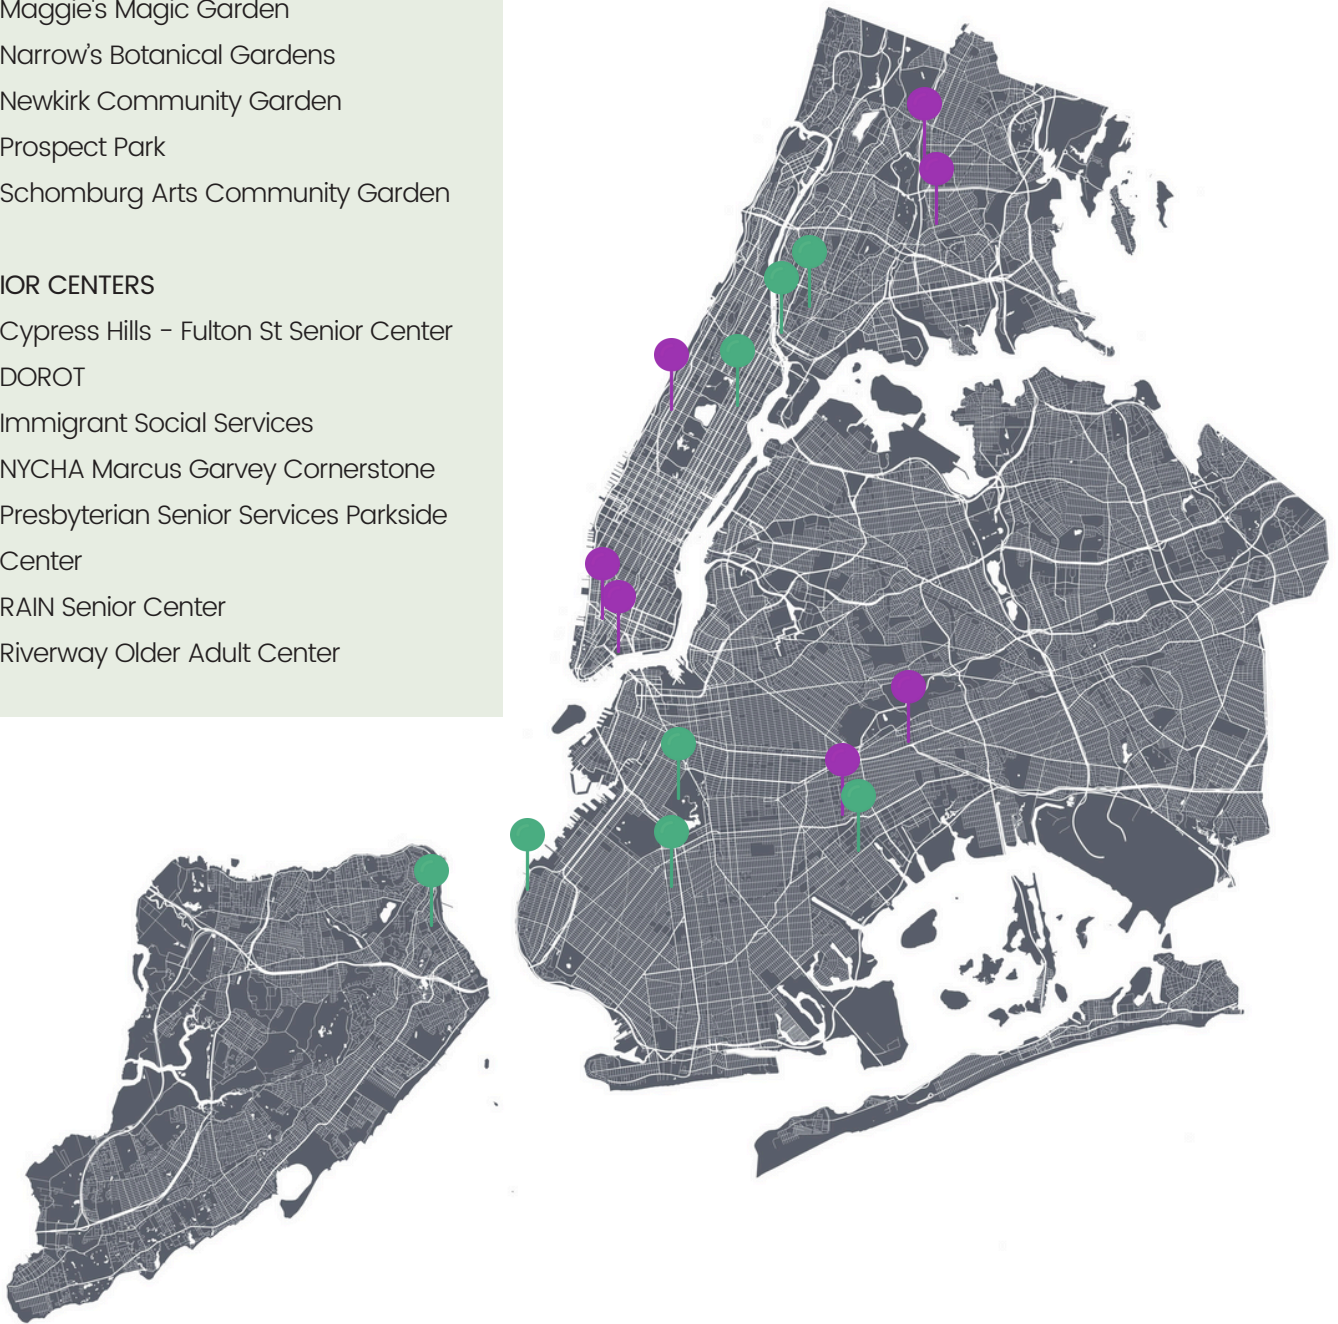 Maggie's Magic Garden
Narrow's Botanical Gardens
Newkirk Community Garden
Prospect Park
Schomburg Arts Community Garden
IOR CENTERS
Cypress Hills - Fulton St Senior Center
DOROT
Immigrant Social Services
NYCHA Marcus Garvey Cornerstone
Presbyterian Senior Services Parkside
Center
RAIN Senior Center
Riverway Older Adult Center